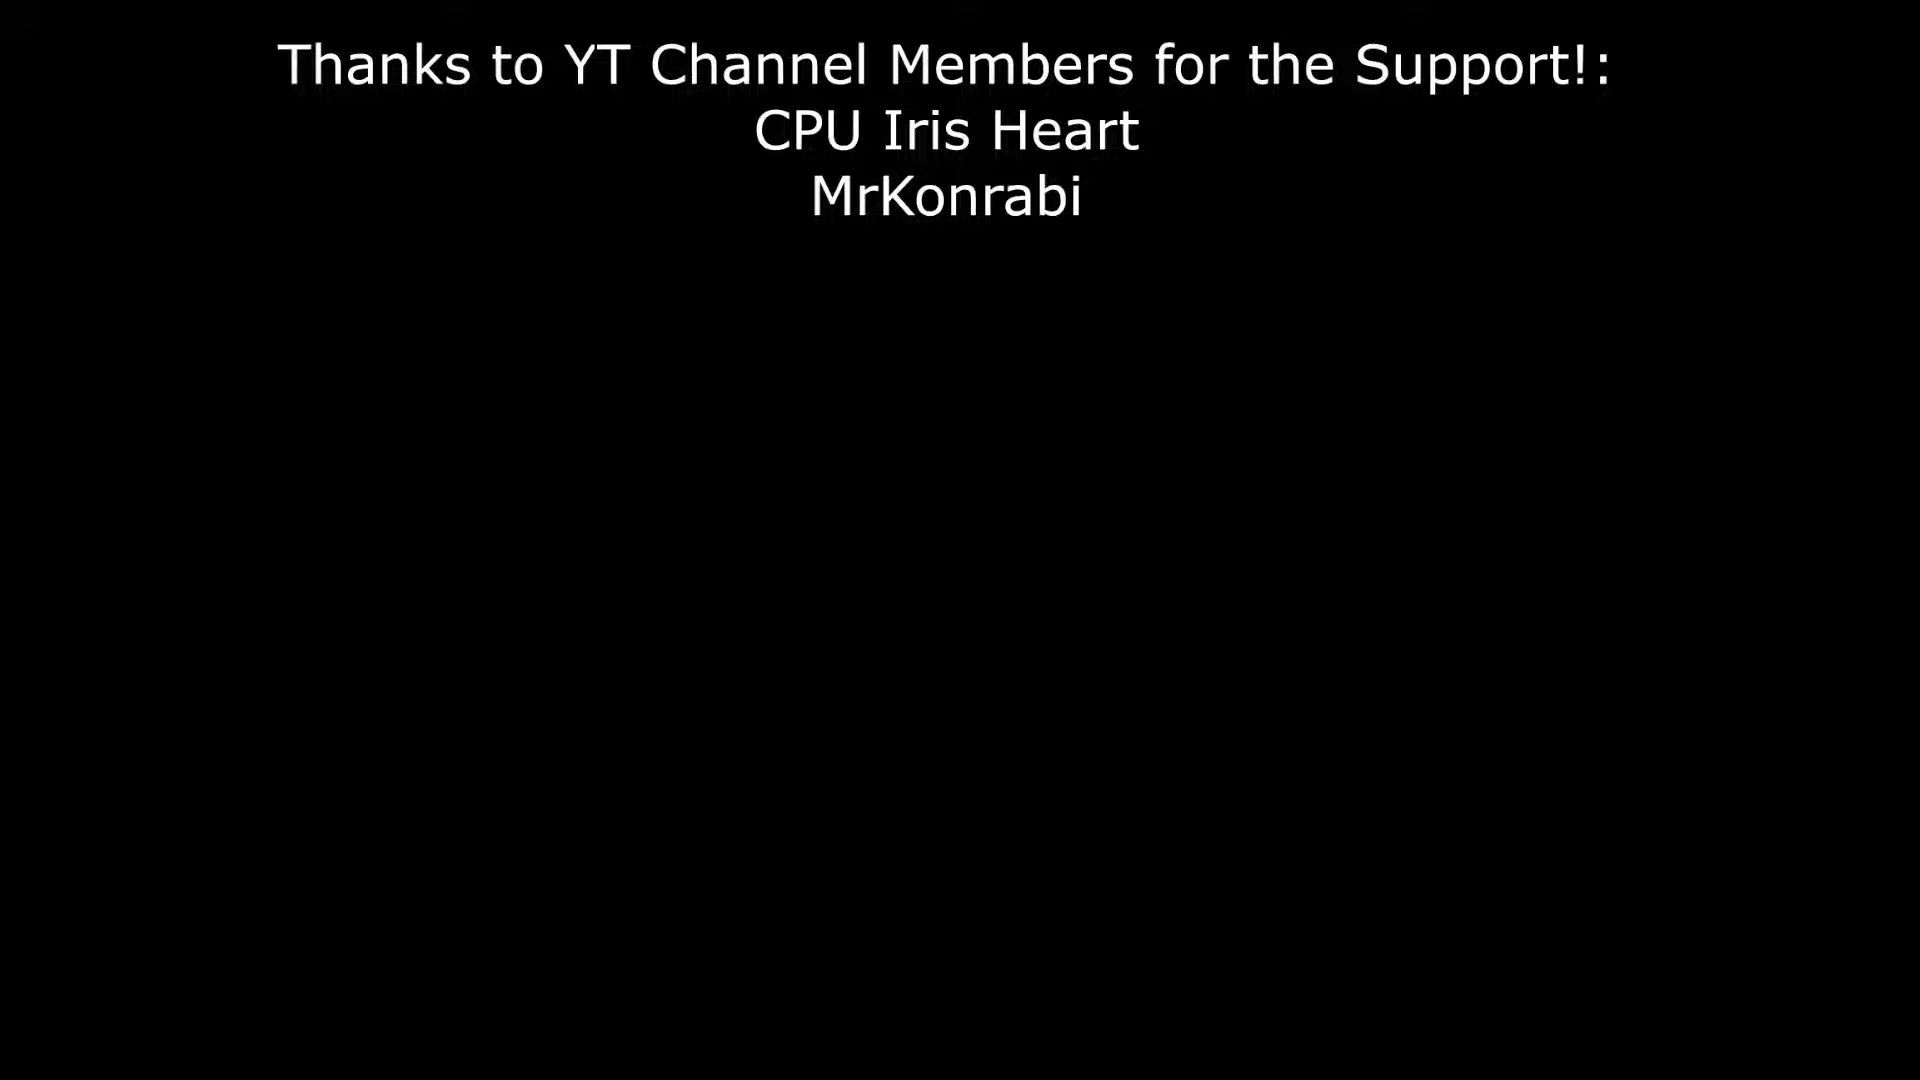 Thanks to YT Channel Members for the Support!:
CPU Iris Heart
MrKonrabi